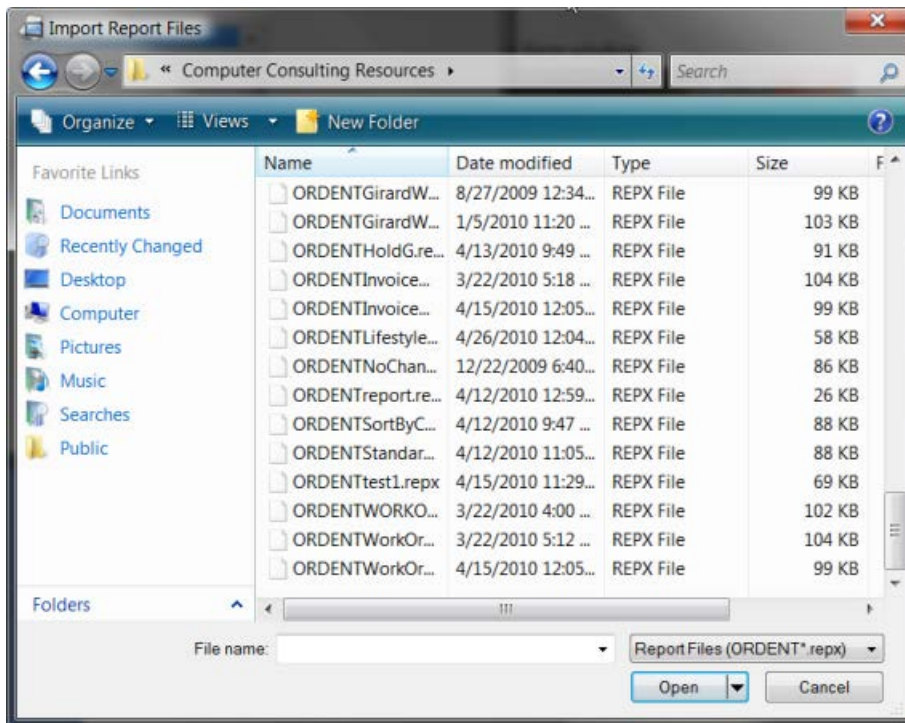 Import Report Files
« Computer Consulting Resources
Search
Organize Views New Folder
Favorite Links
Documents
Recently Changed
Desktop
Computer
Pictures
Music
Searches
Public
Folders
Name Date modified Type Size F
ORDENTGirardW... 8/27/2009 12:34... REPX File 99 KB
ORDENTGirardW... 1/5/2010 11:20 ... REPX File 103 KB
ORDENTHoldG.re... 4/13/2010 9:49 ... REPX File 91 KB
ORDENTInvoice... 3/22/2010 5:18 ... REPX File 104 KB
ORDENTInvoice... 4/15/2010 12:05... REPX File 99 KB
ORDENTLifestyle... 4/26/2010 12:04... REPX File 58 KB
ORDENTNoChan... 12/22/2009 6:40... REPX File 86 KB
ORDENTreport.re... 4/12/2010 12:59... REPX File 26 KB
ORDENTSortByC... 4/12/2010 9:47 ... REPX File 88 KB
ORDENTStandar... 4/12/2010 11:05... REPX File 88 KB
ORDENTtest1.repx 4/15/2010 11:29... REPX File 69 KB
ORDENTWORKO... 3/22/2010 4:00 ... REPX File 102 KB
ORDENTWorkOr... 3/22/2010 5:12 ... REPX File 104 KB
ORDENTWorkOr... 4/15/2010 12:05... REPX File 99 KB
File name:
Report Files (ORDENT*.repx)
Open Cancel